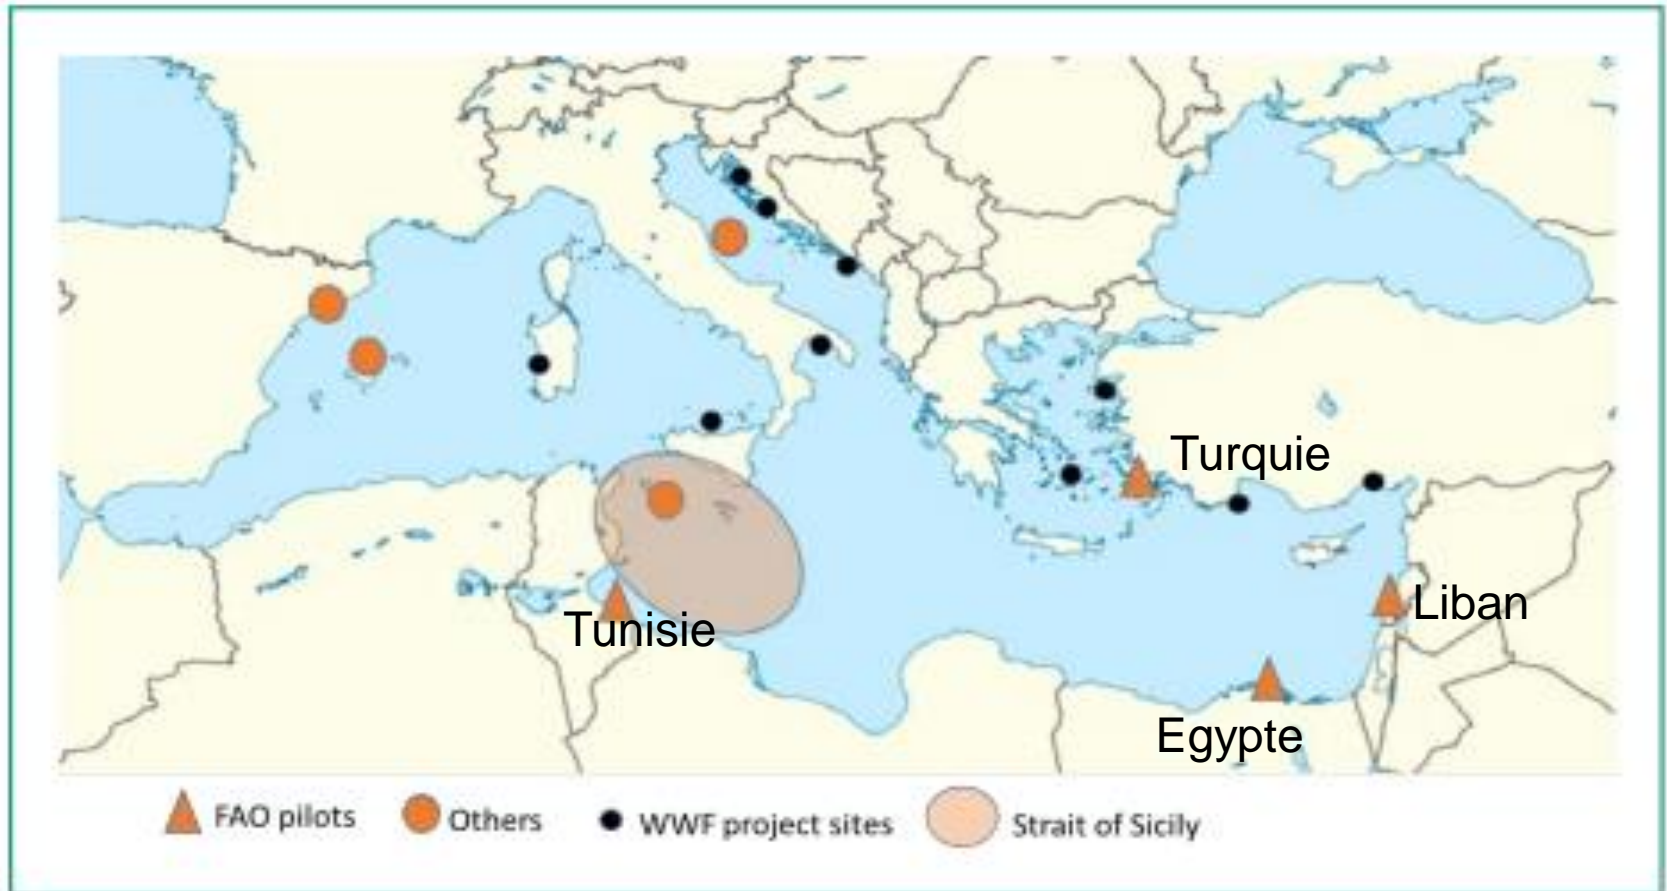 Turquie
Liban
Tunisie
Egypte
FAO pilots
Others
WWF project sites
Strait of Sicily